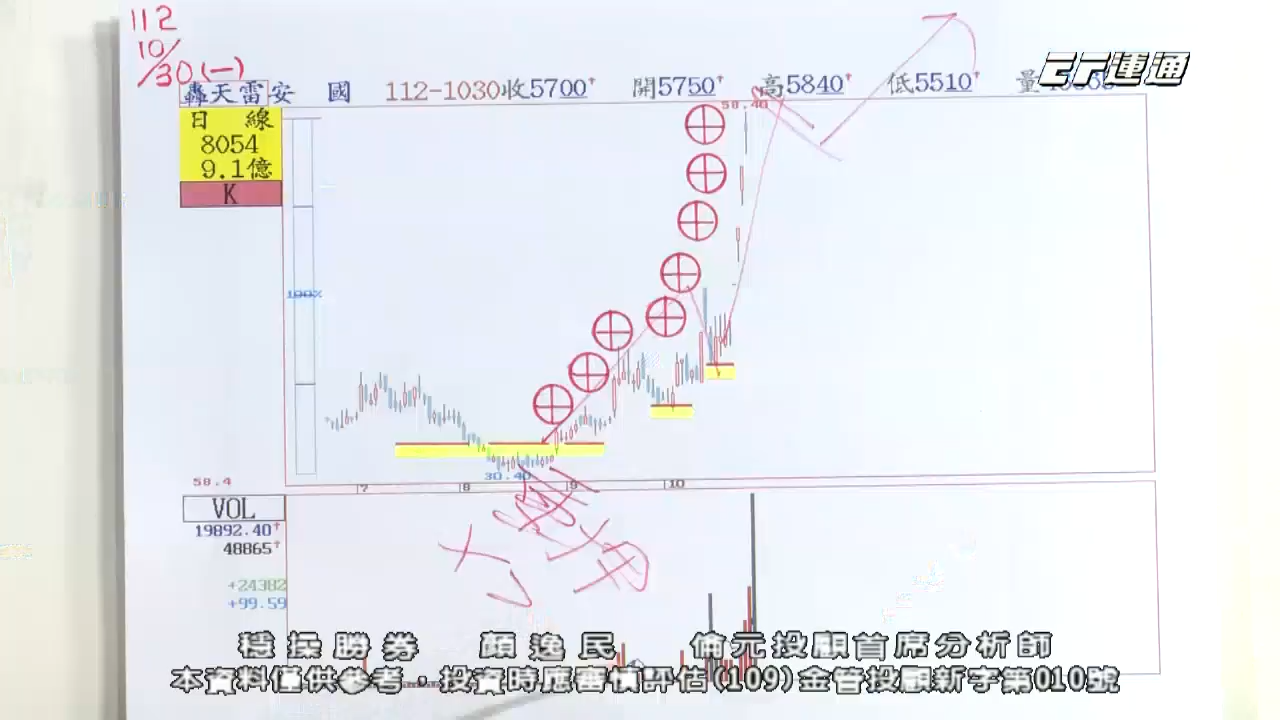 112
10/30(一)
轟天雷安 國 112-1030收5700↑ 開5750↑ 高5840↑ 低5510↑ 量
運通
日 線
8054
9.1億
K
58.40
100%
30.40
58.4
7 8 9 10
VOL
19892.40↑
48865↑
+24382
+99.59
穩操勝券 顏逸民 倫元投顧首席分析師
本資料僅供參考，投資時應審慎評估(109)金管投顧新字第010號